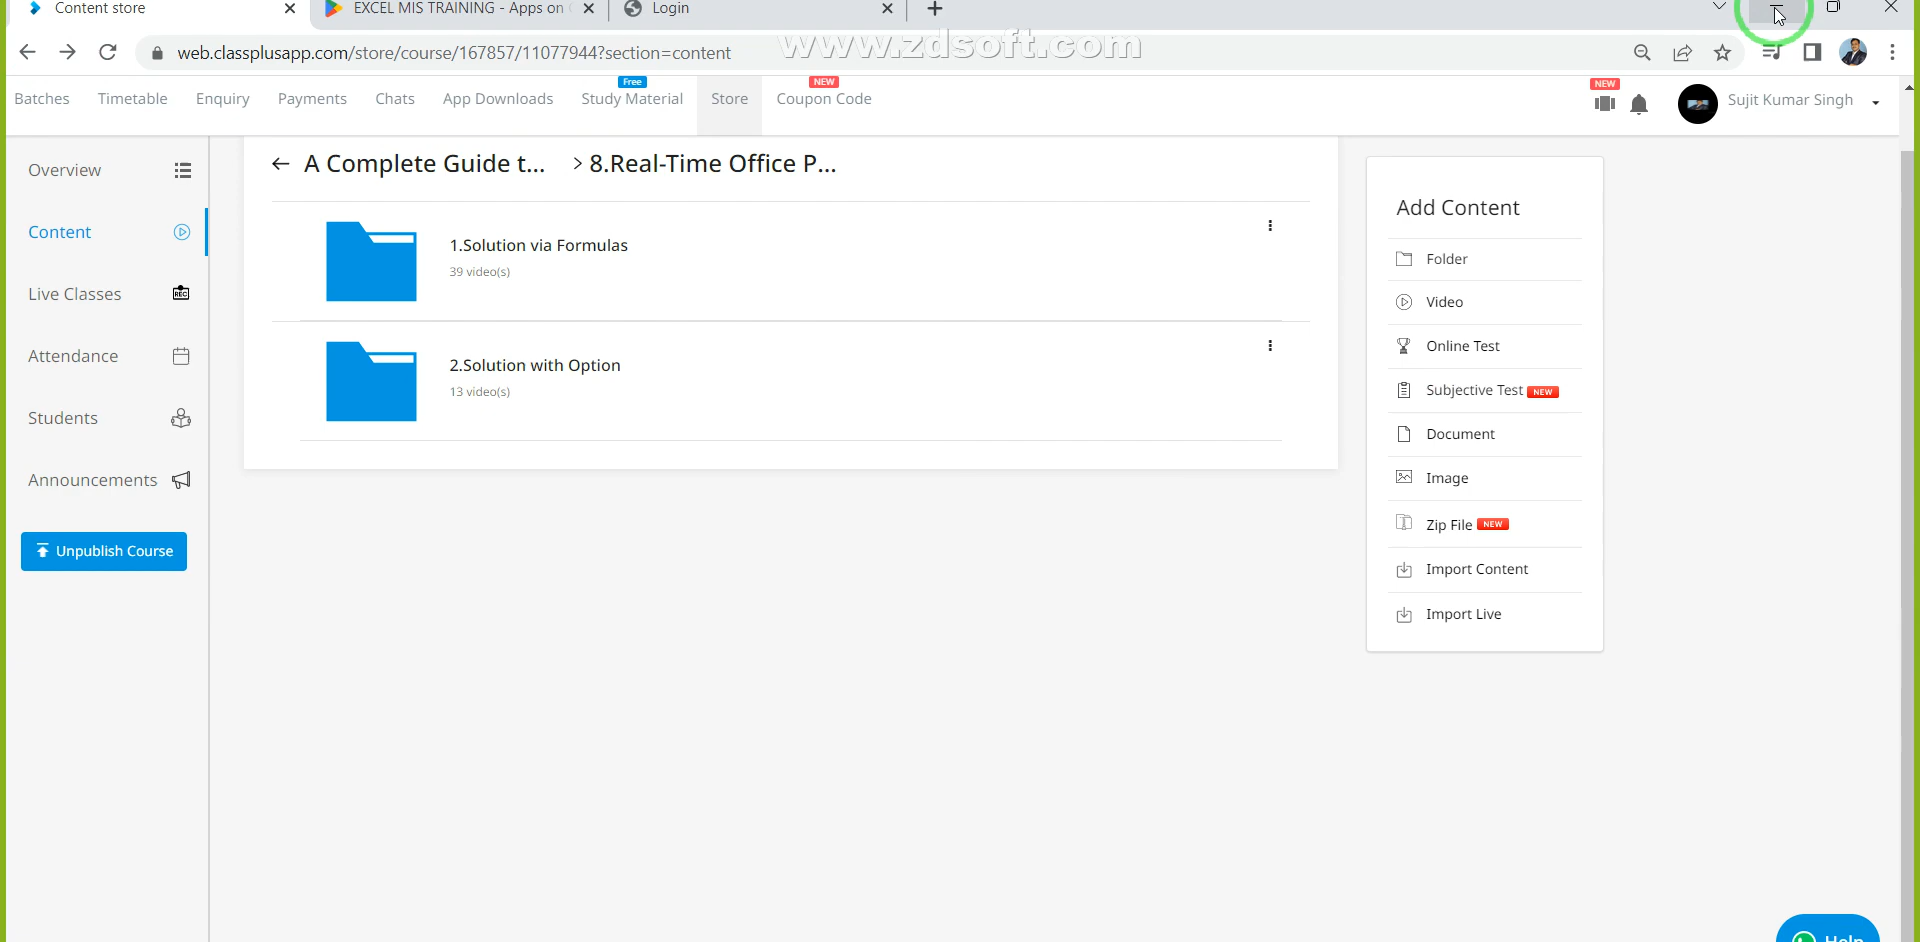 Content store
EXCEL MIS TRAINING - Apps on
Login
web.classplusapp.com/store/course/167857/11077944?section=content
www.zdsoft.com
Batches
Timetable
Enquiry
Payments
Chats
App Downloads
Free
Study Material
Store
NEW
Coupon Code
NEW
Sujit Kumar Singh
Overview
Content
Live Classes
REC
Attendance
Students
Announcements
Unpublish Course
A Complete Guide t... > 8.Real-Time Office P...
1.Solution via Formulas
39 video(s)
2.Solution with Option
13 video(s)
Add Content
Folder
Video
Online Test
Subjective Test NEW
Document
Image
Zip File NEW
Import Content
Import Live
Help